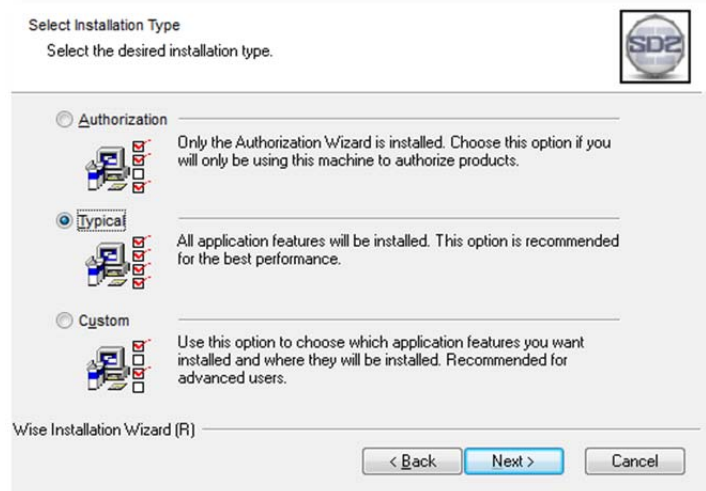 Select Installation Type
Select the desired installation type.
SD2
Authorization
Only the Authorization Wizard is installed. Choose this option if you
will only be using this machine to authorize products.
Typical
All application features will be installed. This option is recommended
for the best performance.
Custom
Use this option to choose which application features you want
installed and where they will be installed. Recommended for
advanced users.
Wise Installation Wizard (R)
< Back Next > Cancel